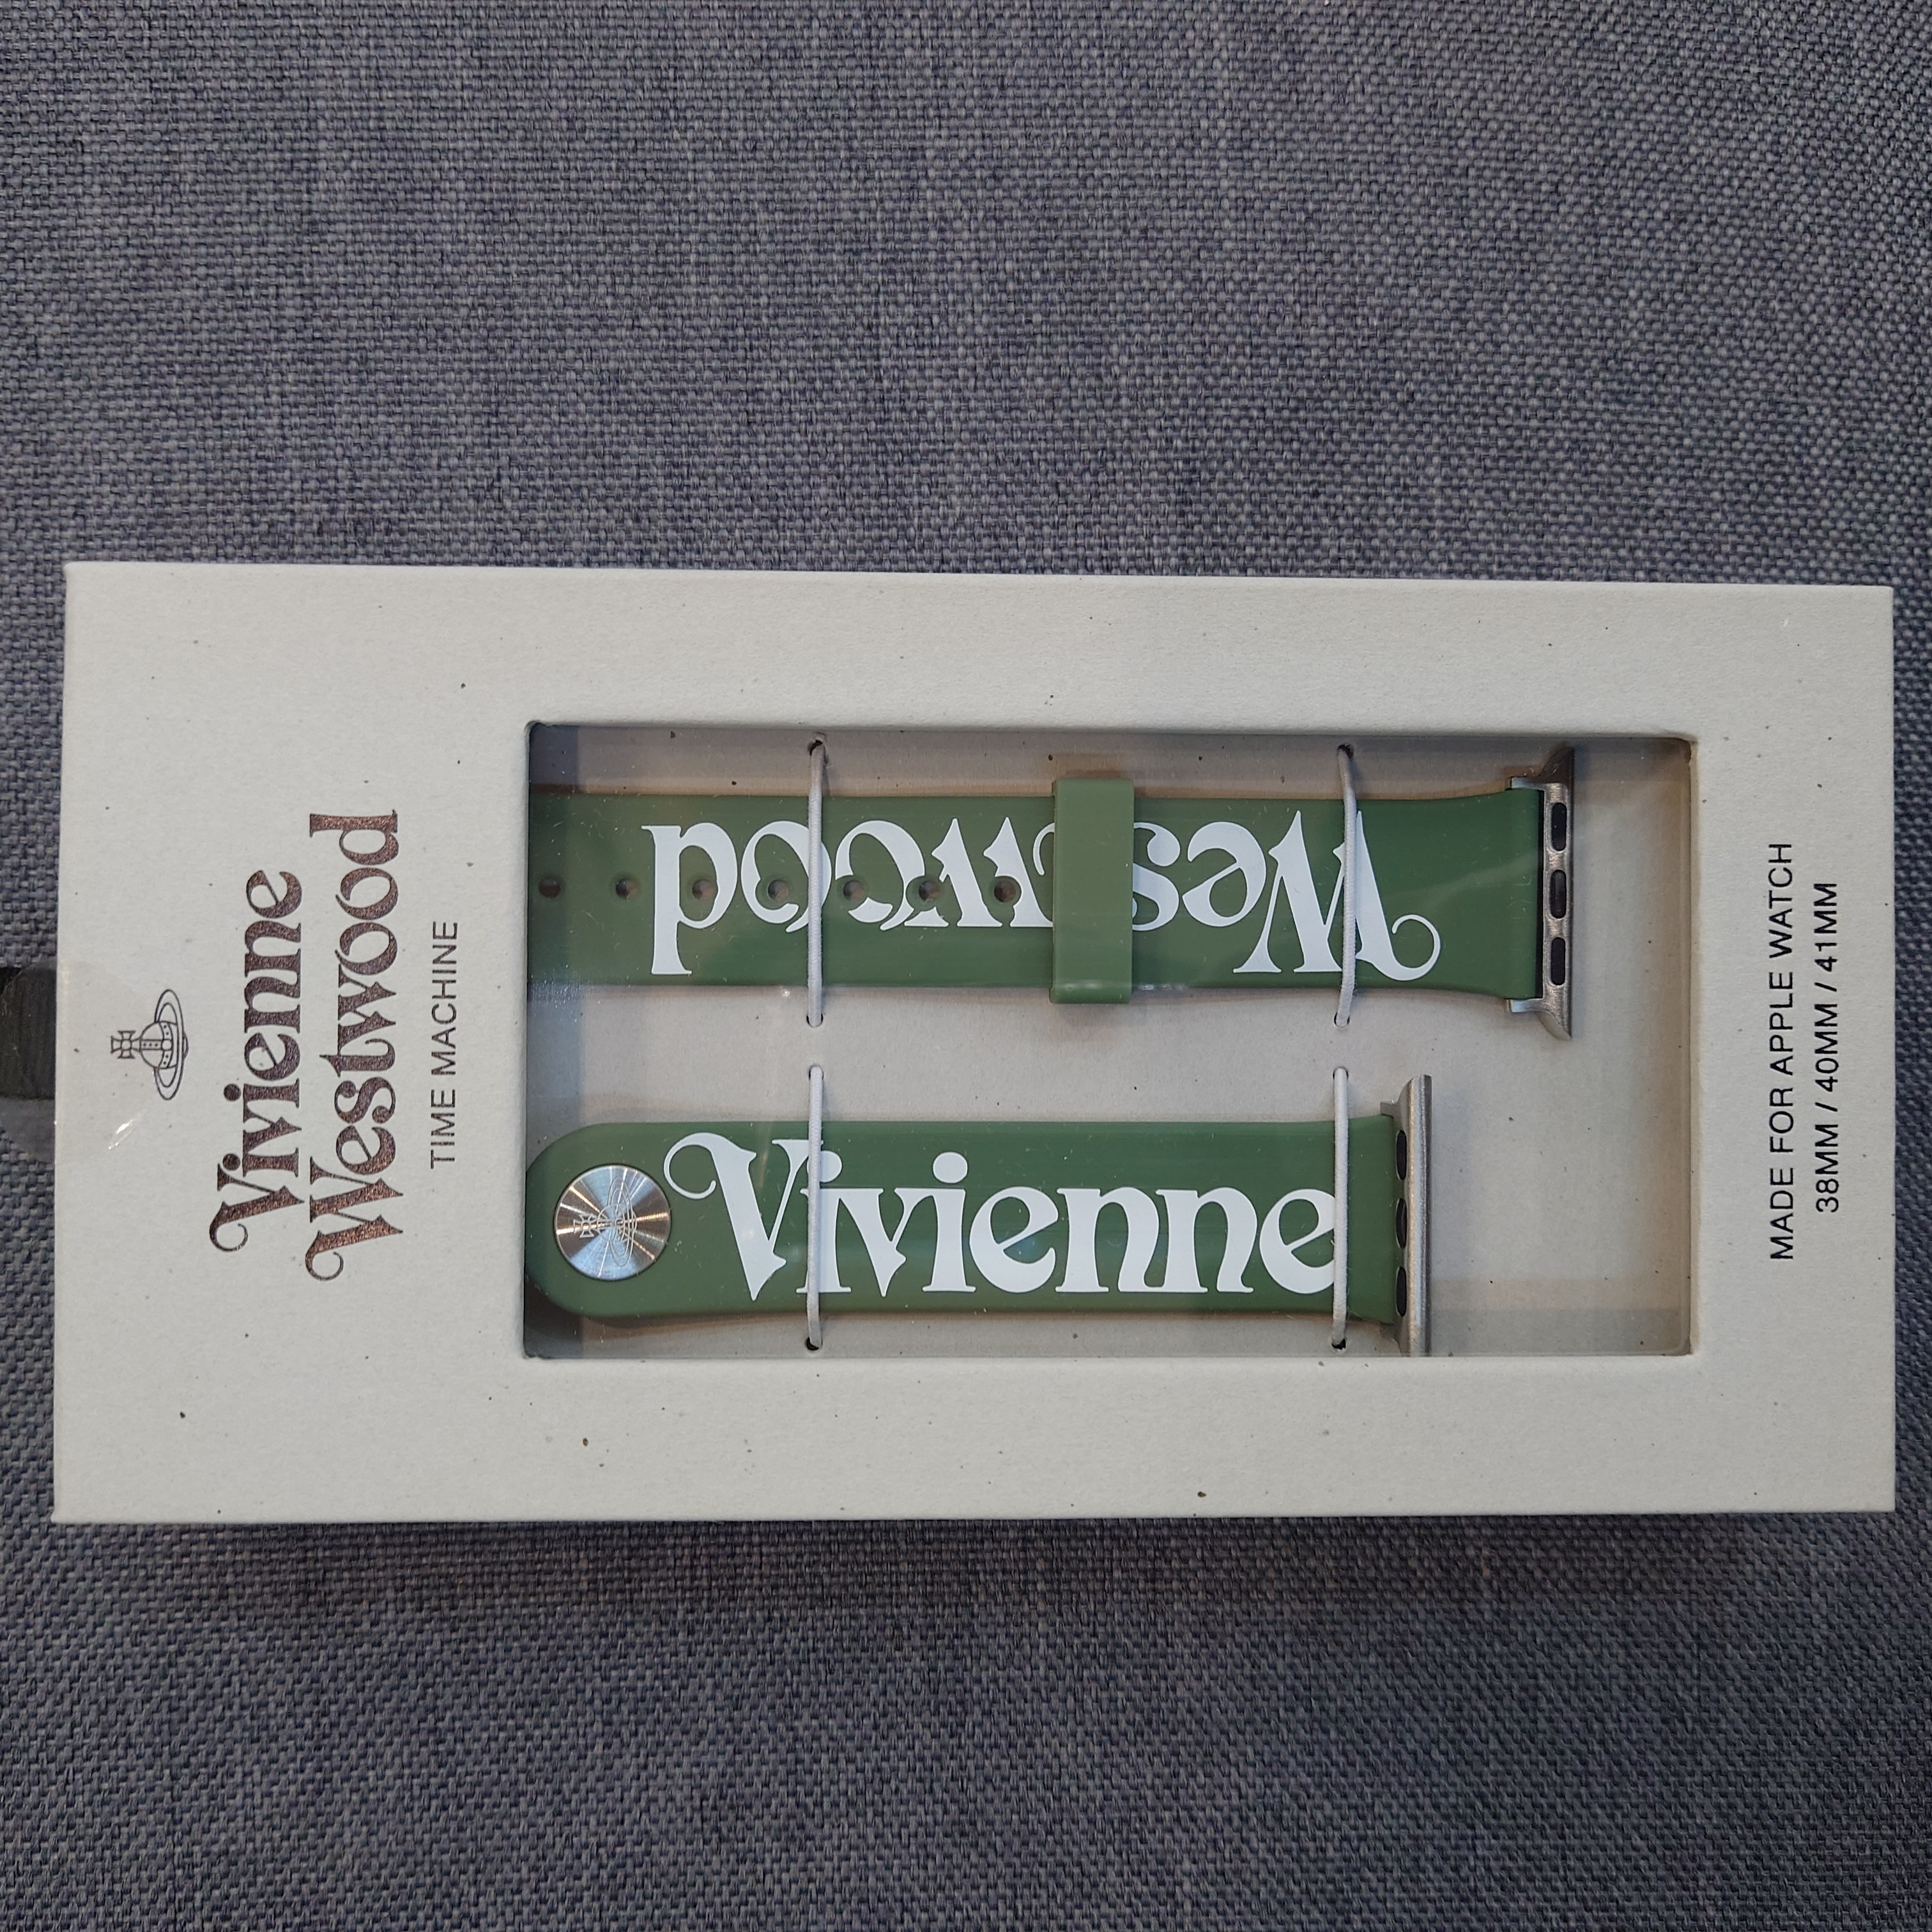 Vivienne
Westwood
TIME MACHINE
Westwood
Vivienne
MADE FOR APPLE WATCH
38MM / 40MM / 41MM